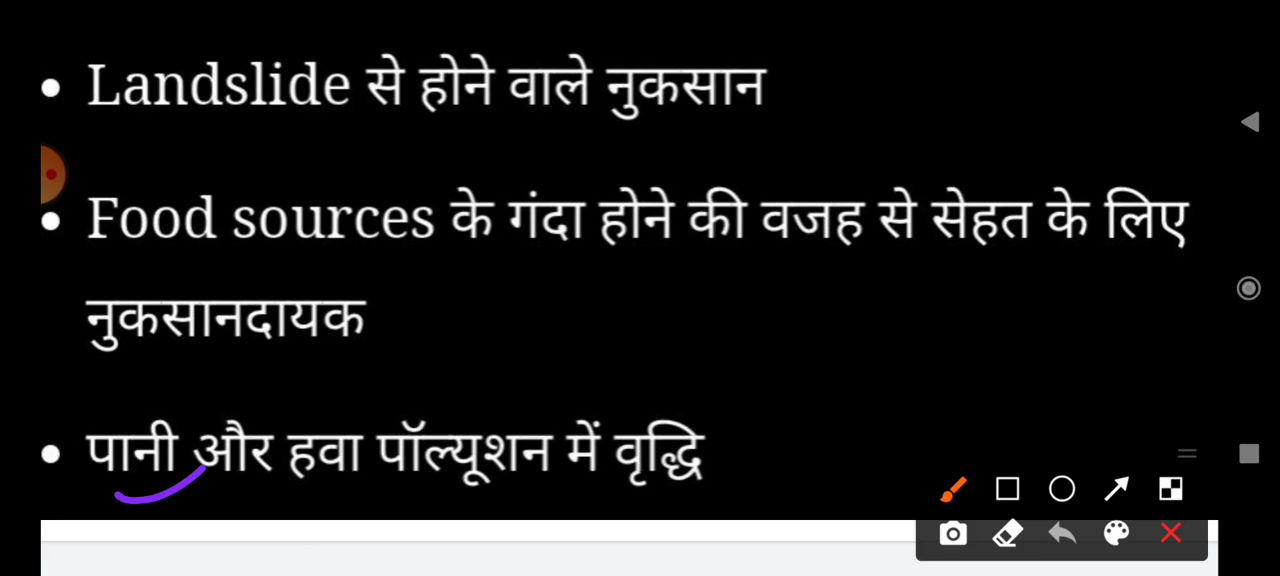 • Landslide से होने वाले नुकसान
• Food sources के गंदा होने की वजह से सेहत के लिए
नुकसानदायक
• पानी और हवा पॉल्यूशन में वृद्धि